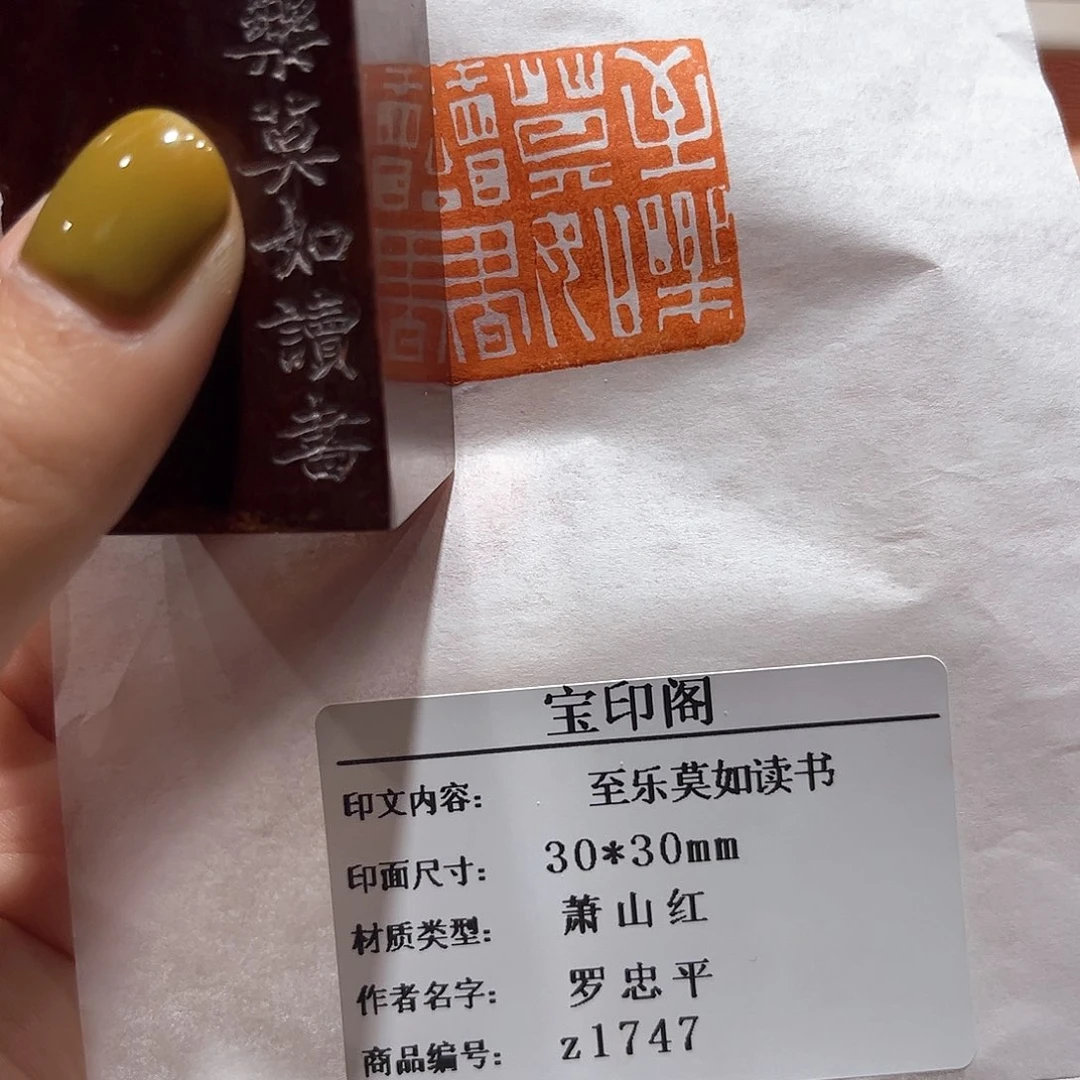 樂莫如讀書
至樂莫如讀書
宝印阁
印文内容: 至乐莫如读书
印面尺寸: 30*30mm
材质类型: 萧山红
作者名字: 罗忠平
商品编号: z1747